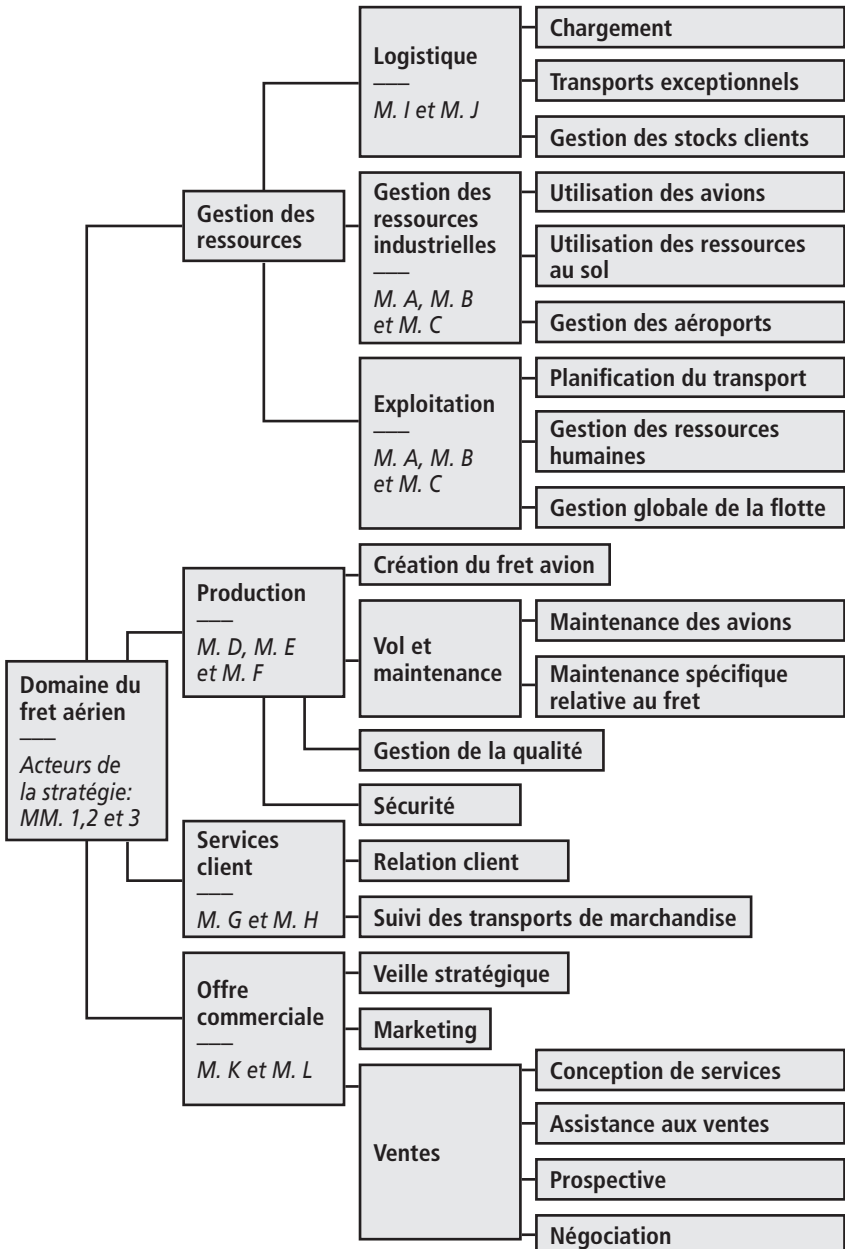 Domaine du
fret aérien
Acteurs de
la stratégie:
MM. 1,2 et 3
Gestion des
ressources
Logistique
M. I et M. J
Chargement
Transports exceptionnels
Gestion des stocks clients
Gestion des
ressources
industrielles
M. A, M. B
et M. C
Utilisation des avions
Utilisation des ressources
au sol
Gestion des aéroports
Exploitation
M. A, M. B
et M. C
Planification du transport
Gestion des ressources
humaines
Gestion globale de la flotte
Production
M. D, M. E
et M. F
Création du fret avion
Vol et
maintenance
Maintenance des avions
Maintenance spécifique
relative au fret
Gestion de la qualité
Sécurité
Services
client
M. G et M. H
Relation client
Suivi des transports de marchandise
Offre
commerciale
M. K et M. L
Veille stratégique
Marketing
Ventes
Conception de services
Assistance aux ventes
Prospective
Négociation